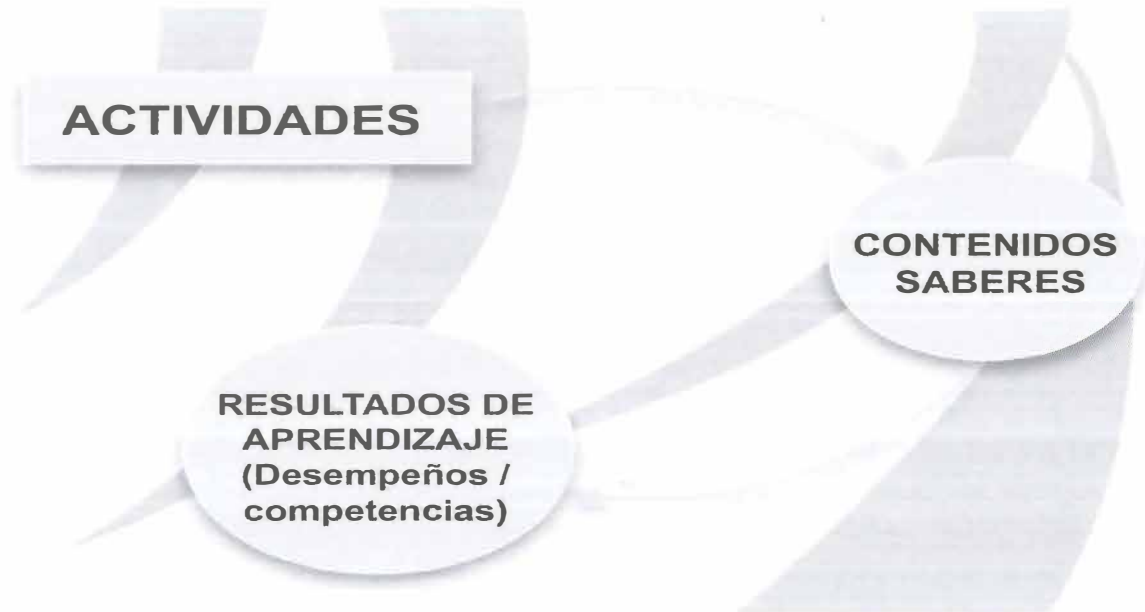 ACTIVIDADES
CONTENIDOS
SABERES
RESULTADOS DE
APRENDIZAJE
(Desempeños /
competencias)